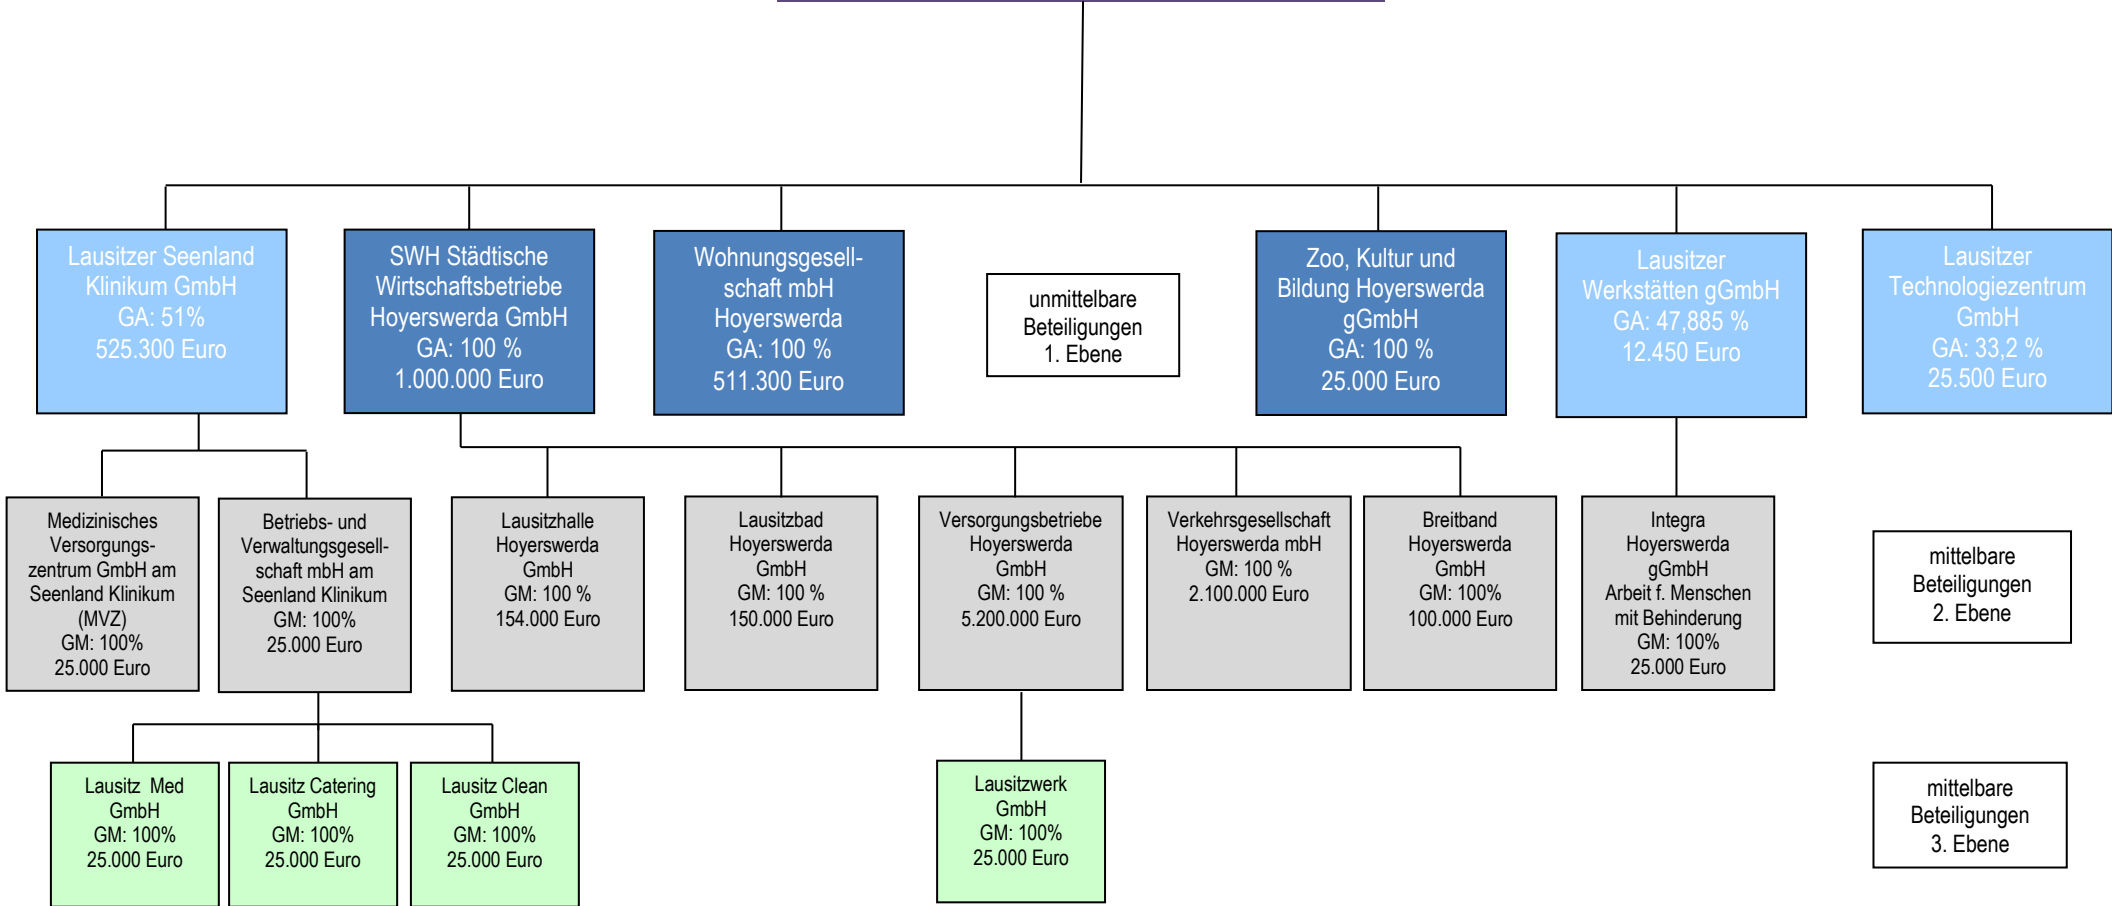 Lausitzer Seenland
Klinikum GmbH
GA: 51%
525.300 Euro
SWH Städtische
Wirtschaftsbetriebe
Hoyerswerda GmbH
GA: 100 %
1.000.000 Euro
Wohnungsgesell-
schaft mbH
Hoyerswerda
GA: 100 %
511.300 Euro
unmittelbare
Beteiligungen
1. Ebene
Zoo, Kultur und
Bildung Hoyerswerda
gGmbH
GA: 100 %
25.000 Euro
Lausitzer
Werkstätten gGmbH
GA: 47,885 %
12.450 Euro
Lausitzer
Technologiezentrum
GmbH
GA: 33,2 %
25.500 Euro
Medizinisches
Versorgungs-
zentrum GmbH am
Seenland Klinikum
(MVZ)
GM: 100%
25.000 Euro
Betriebs- und
Verwaltungsgesell-
schaft mbH am
Seenland Klinikum
GM: 100%
25.000 Euro
Lausitzhalle
Hoyerswerda
GmbH
GM: 100 %
154.000 Euro
Lausitzbad
Hoyerswerda
GmbH
GM: 100 %
150.000 Euro
Versorgungsbetriebe
Hoyerswerda
GmbH
GM: 100 %
5.200.000 Euro
Verkehrsgesellschaft
Hoyerswerda mbH
GM: 100 %
2.100.000 Euro
Breitband
Hoyerswerda
GmbH
GM: 100%
100.000 Euro
Integra
Hoyerswerda
gGmbH
Arbeit f. Menschen
mit Behinderung
GM: 100%
25.000 Euro
mittelbare
Beteiligungen
2. Ebene
Lausitz Med
GmbH
GM: 100%
25.000 Euro
Lausitz Catering
GmbH
GM: 100%
25.000 Euro
Lausitz Clean
GmbH
GM: 100%
25.000 Euro
Lausitzwerk
GmbH
GM: 100%
25.000 Euro
mittelbare
Beteiligungen
3. Ebene